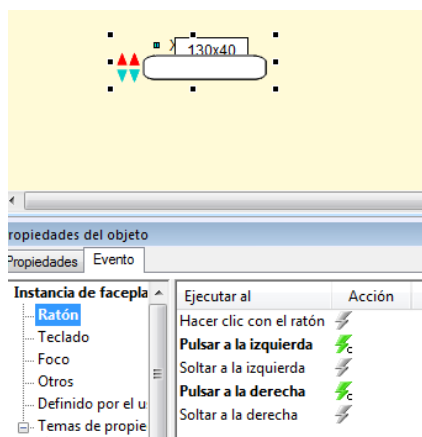 X
130x40
ropiedades del objeto
Propiedades
Evento
Instancia de facepla
Ratón
Teclado
Foco
Otros
Definido por el u
Temas de propie
Ejecutar al
Acción
Hacer clic con el ratón
Pulsar a la izquierda
C
Soltar a la izquierda
Pulsar a la derecha
C
Soltar a la derecha